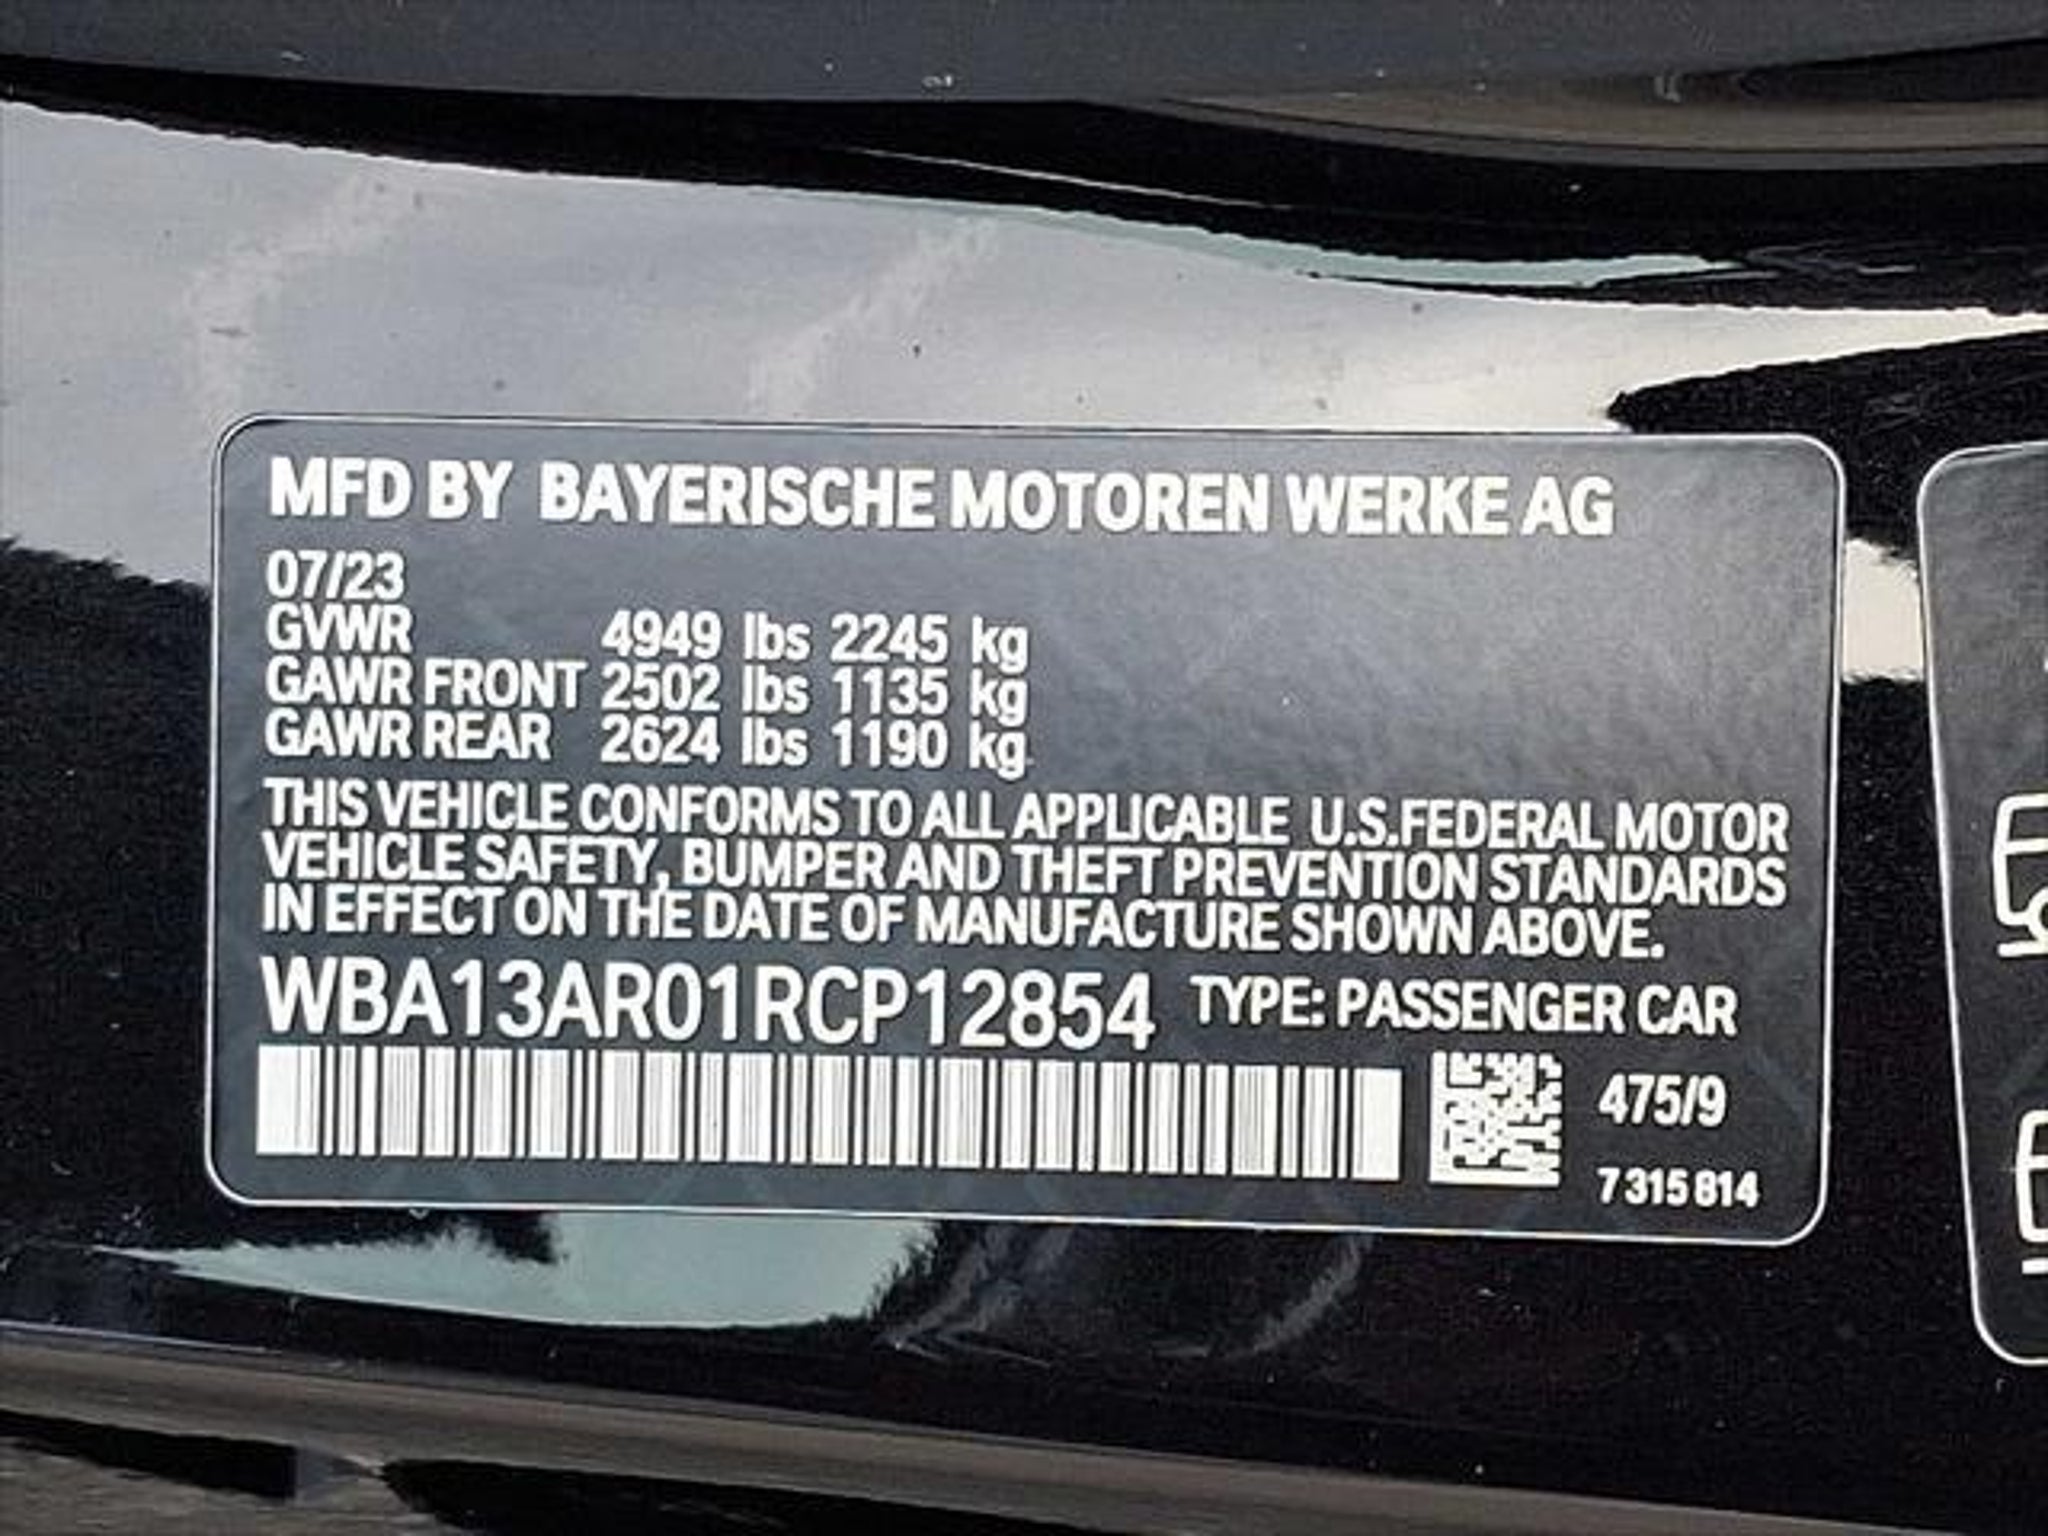 MFD BY BAYERISCHE MOTOREN WERKE AG
07/23
GVWR 4949 lbs 2245 kg
GAWR FRONT 2502 lbs 1135 kg
GAWR REAR 2624 lbs 1190 kg
THIS VEHICLE CONFORMS TO ALL APPLICABLE U.S.FEDERAL MOTOR
VEHICLE SAFETY, BUMPER AND THEFT PREVENTION STANDARDS
IN EFFECT ON THE DATE OF MANUFACTURE SHOWN ABOVE.
WBA13AR01RCP12854 TYPE: PASSENGER CAR
475/9
7315814